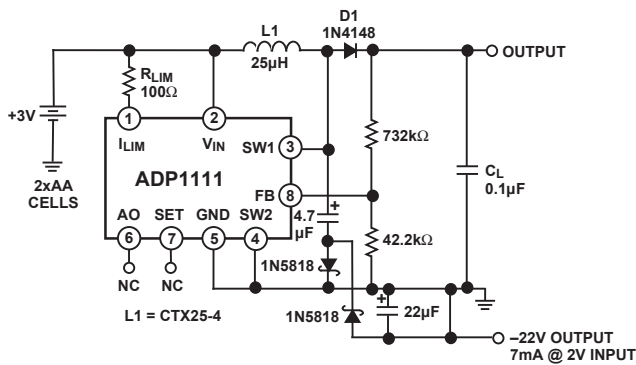 D1
1N4148
L1
25µH
OUTPUT
RLIM
100Ω
+3V
2xAA
CELLS
1
ILIM
2
VIN
SW1
3
ADP1111
FB
8
AO
SET
GND
SW2
6
7
5
4
NC
NC
732kΩ
CL
0.1µF
4.7
µF
+
42.2kΩ
1N5818
L1 = CTX25-4
1N5818
+
22µF
–22V OUTPUT
7mA @ 2V INPUT